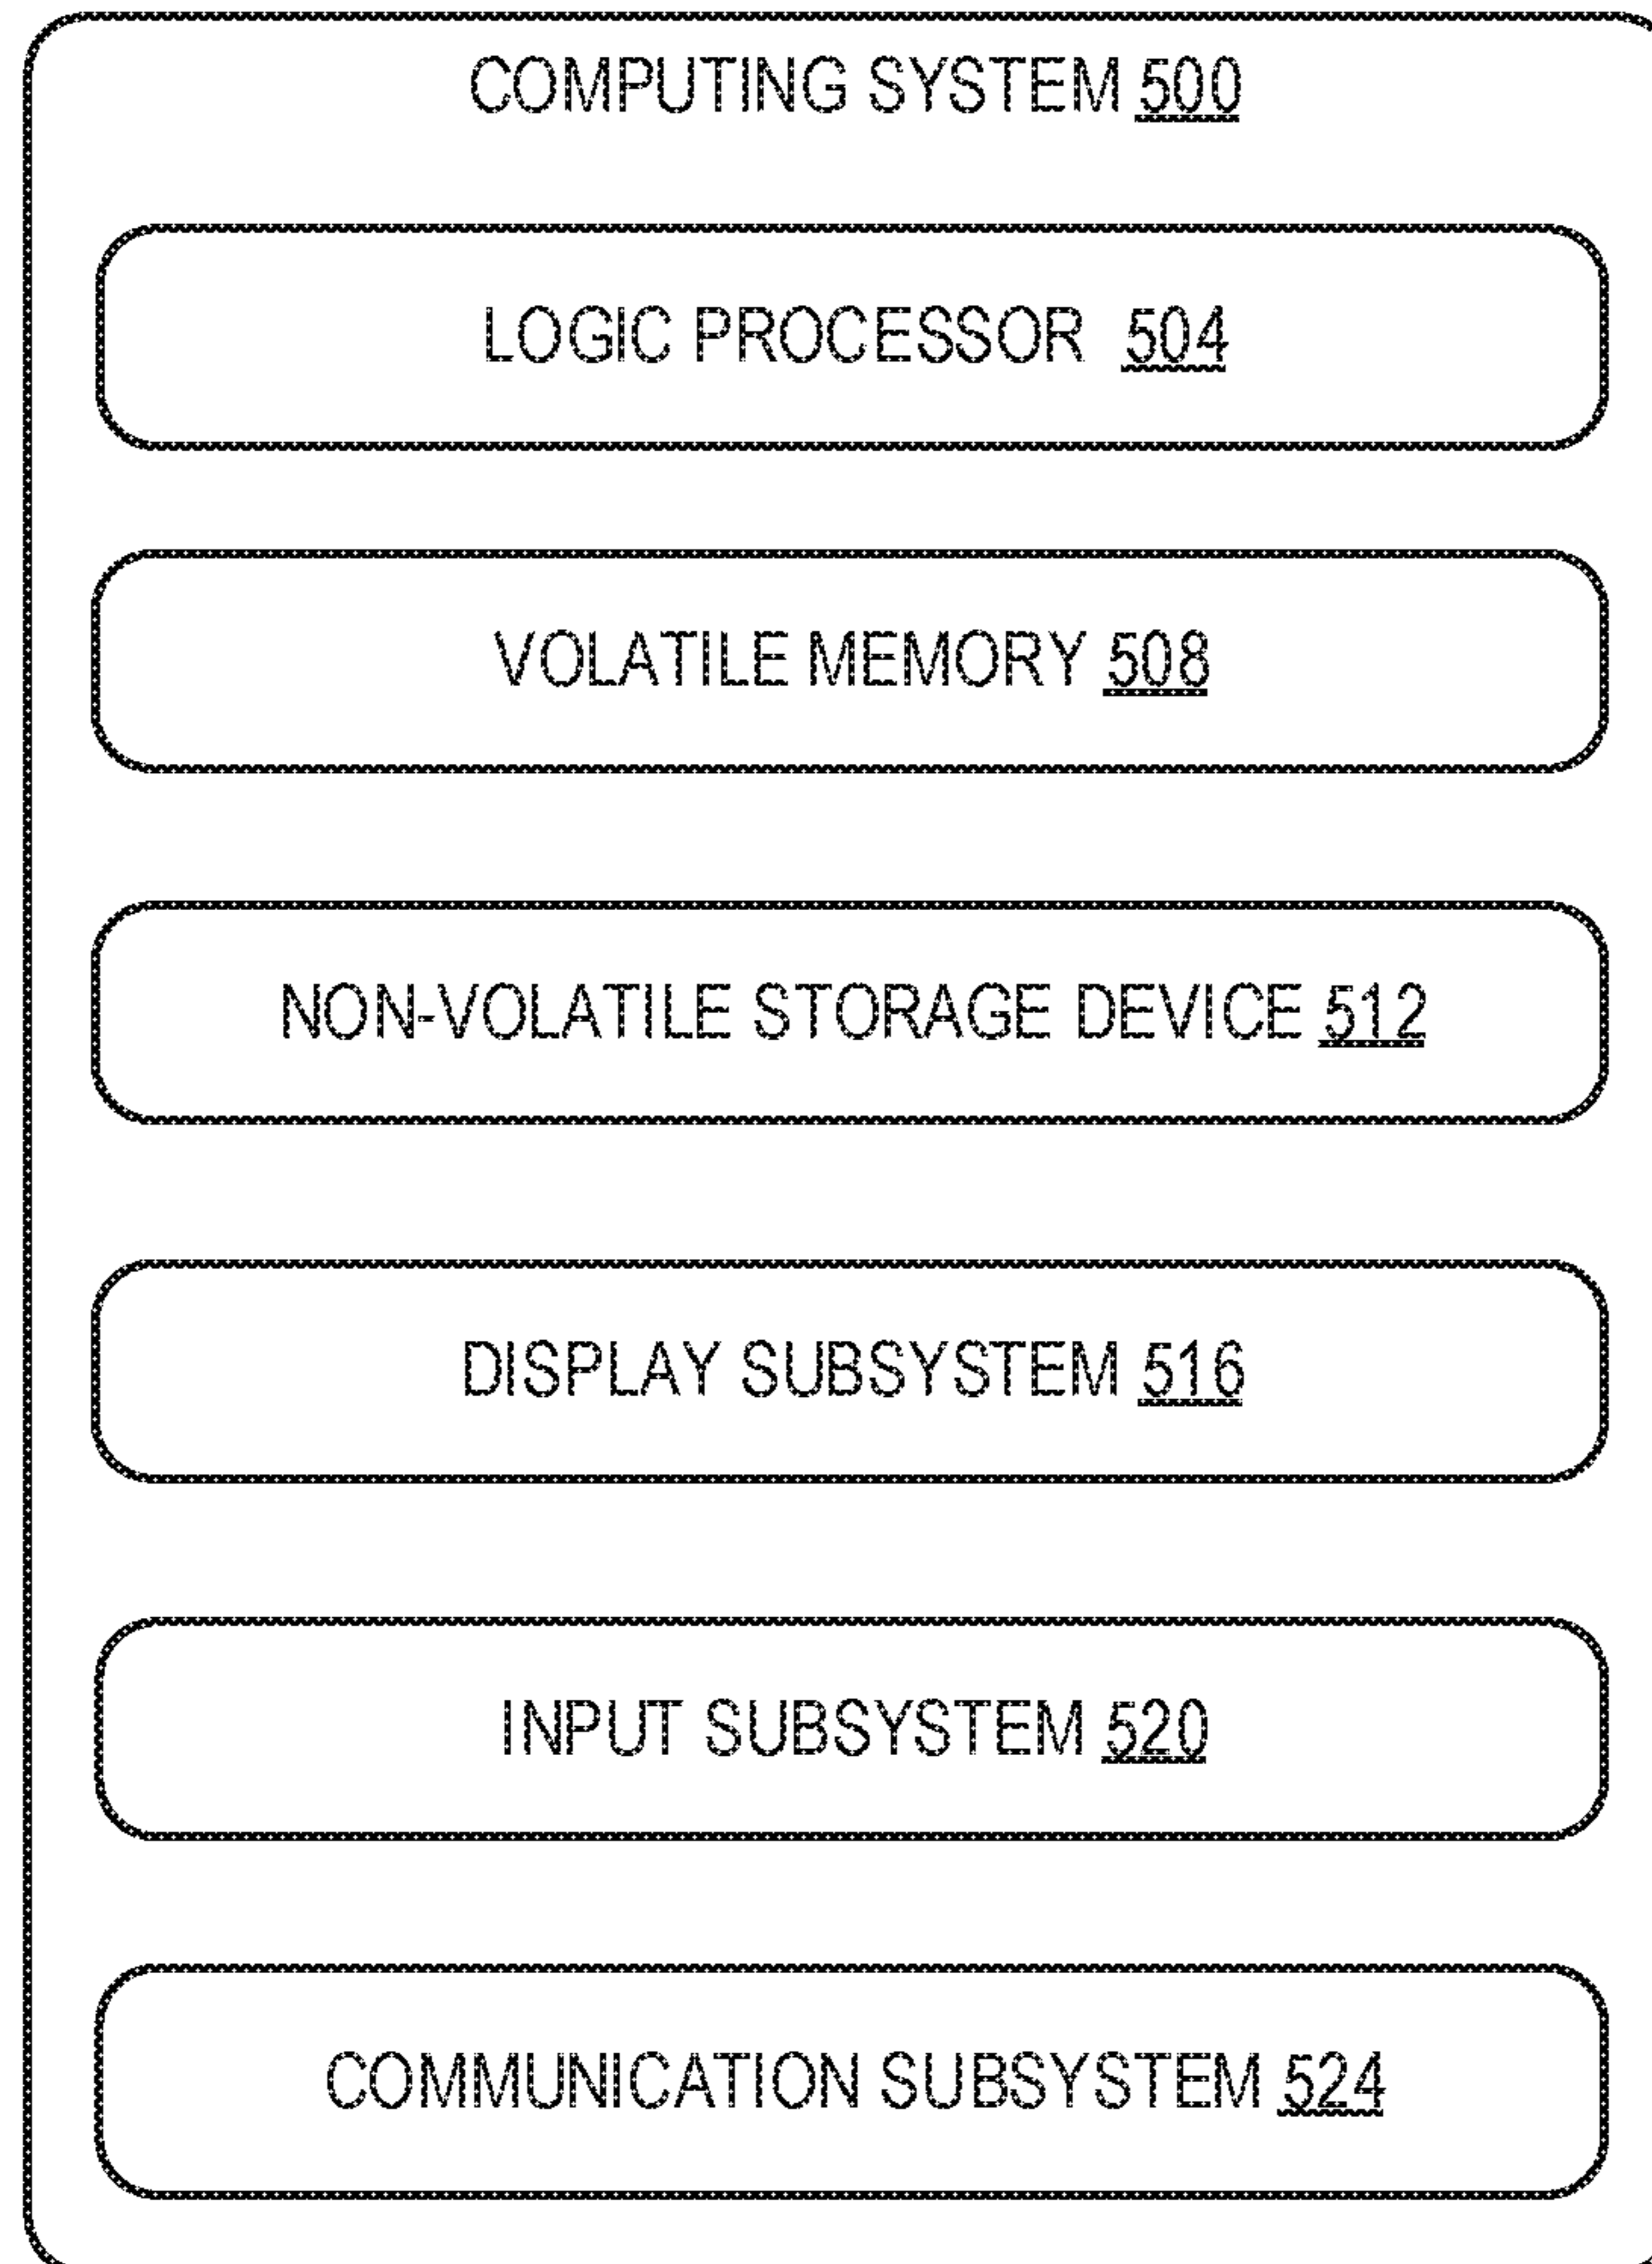 COMPUTING SYSTEM 500
LOGIC PROCESSOR 504
VOLATILE MEMORY 508
NON-VOLATILE STORAGE DEVICE 512
DISPLAY SUBSYSTEM 516
INPUT SUBSYSTEM 520
COMMUNICATION SUBSYSTEM 524